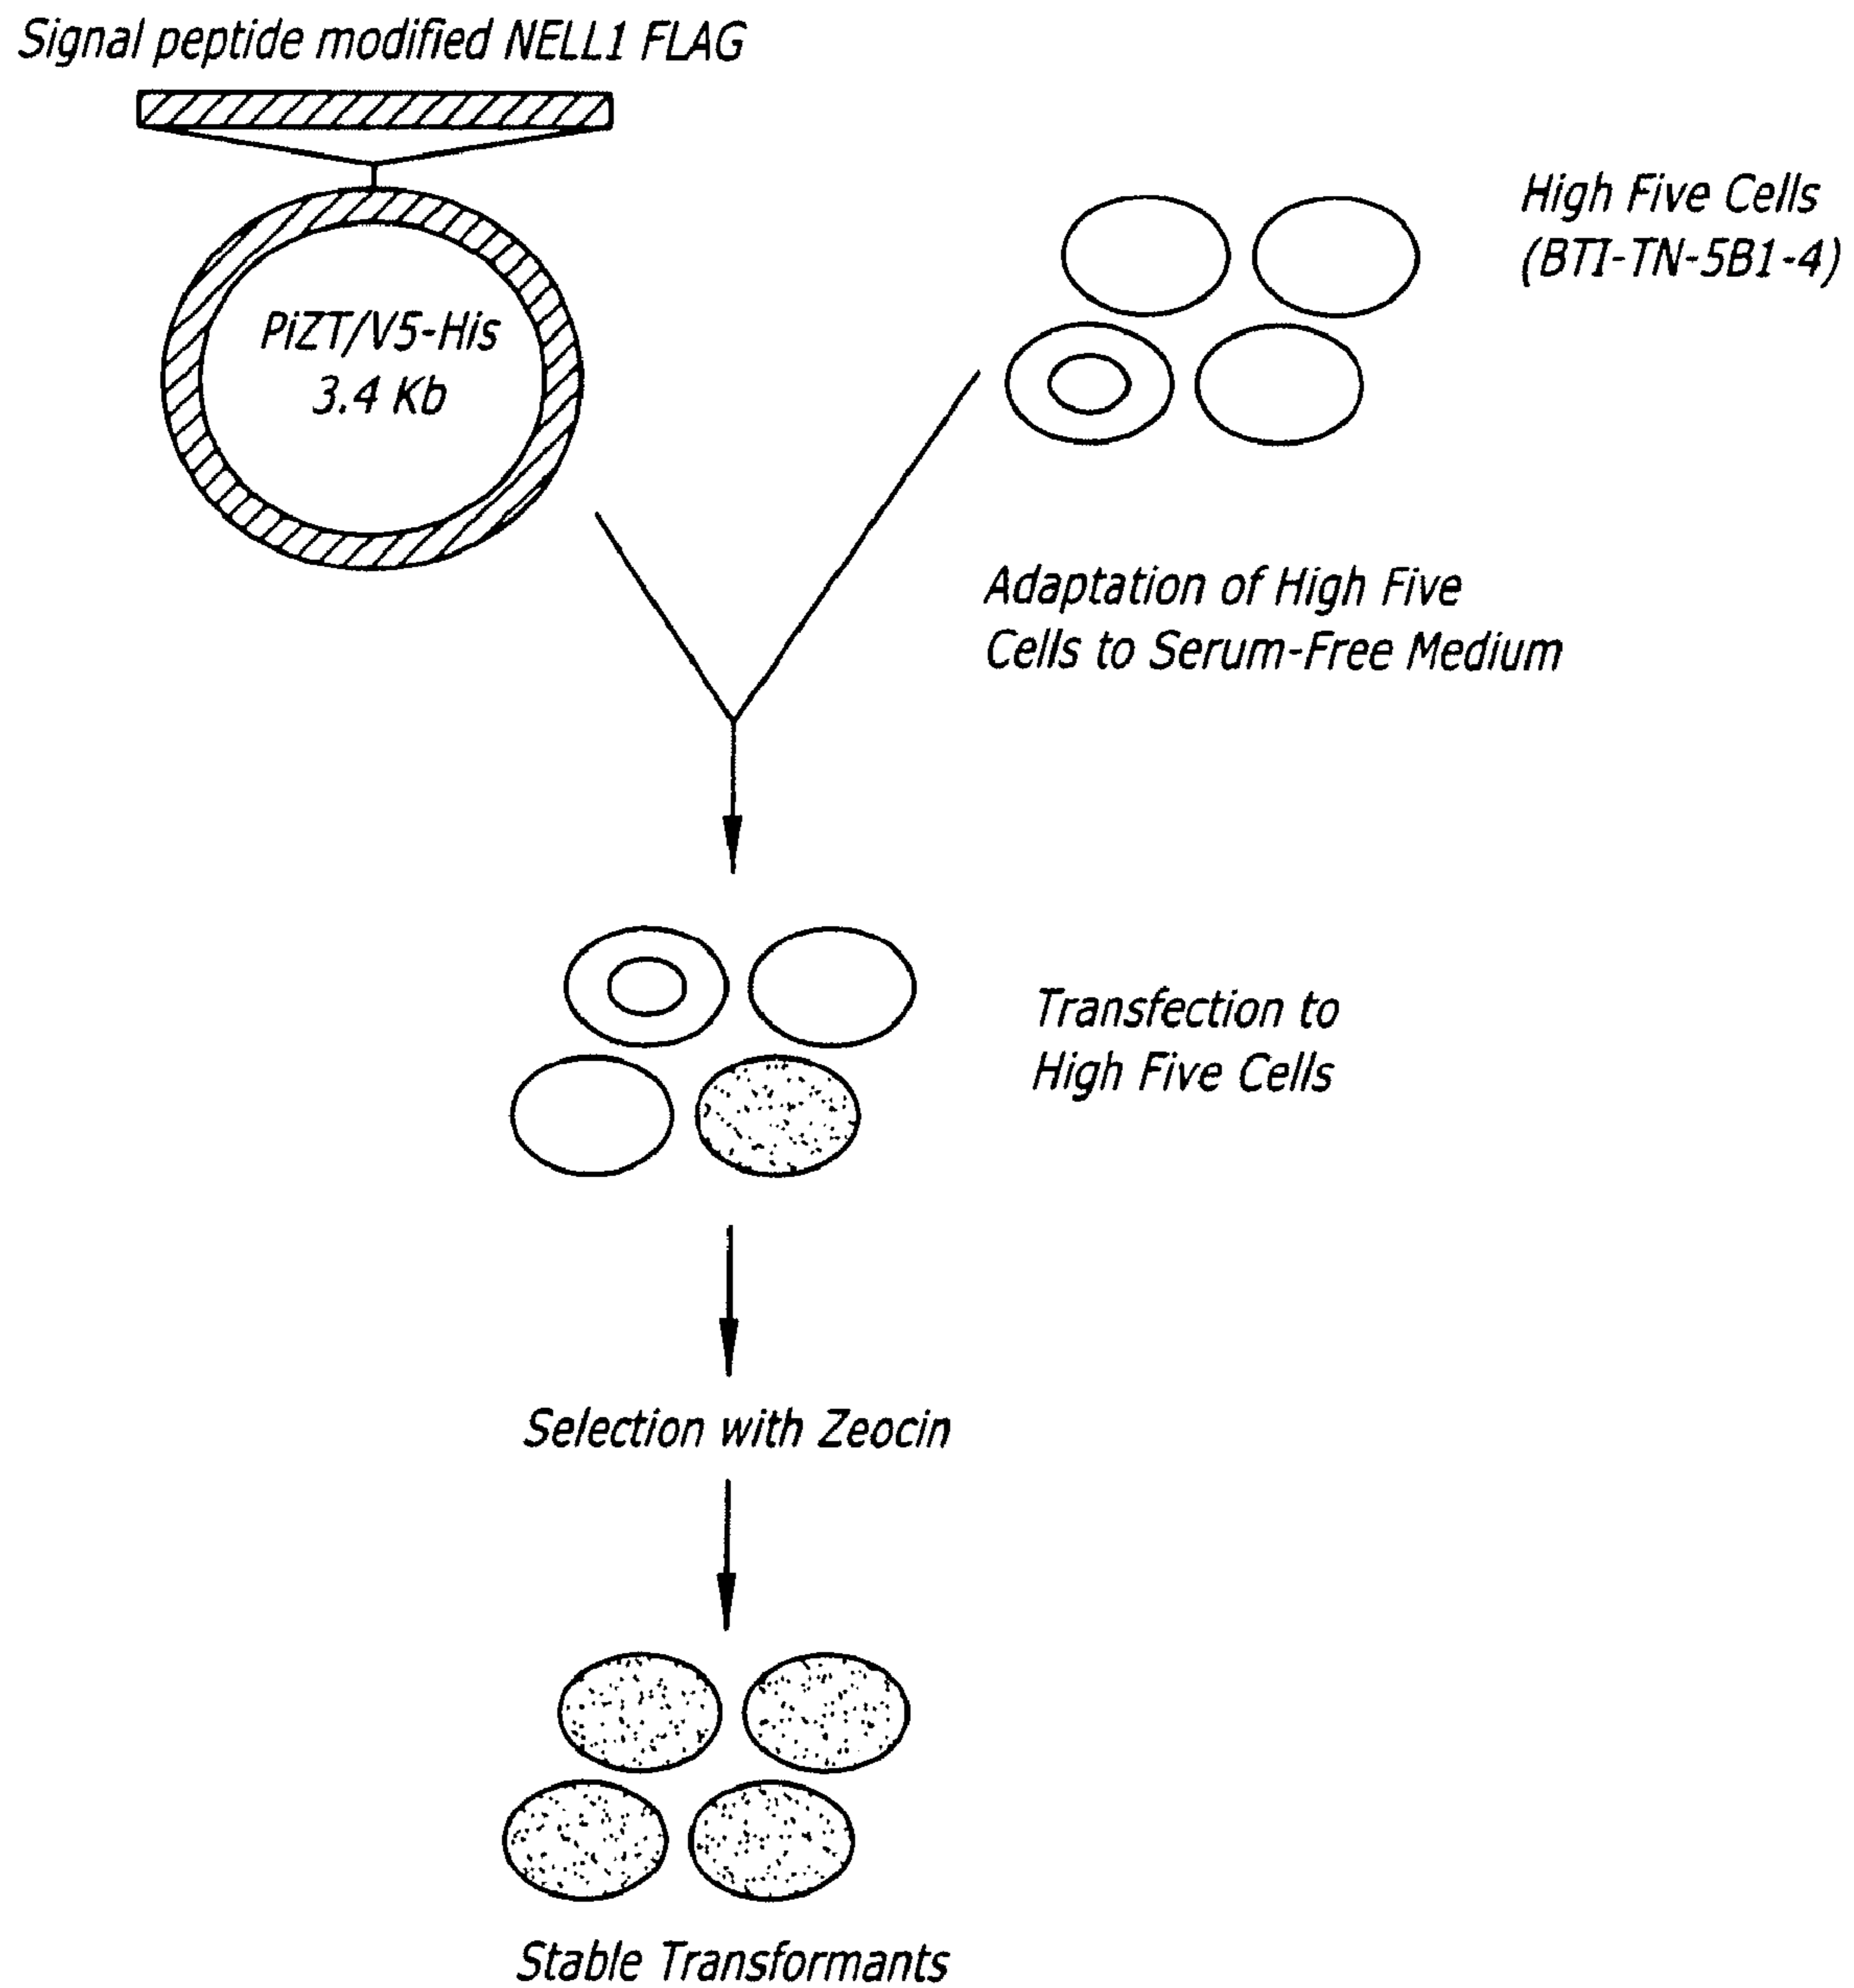 Signal peptide modified NELL1 FLAG
PiZT/V5-His
3.4 Kb
High Five Cells
(BTI-TN-5B1-4)
Adaptation of High Five
Cells to Serum-Free Medium
Transfection to
High Five Cells
Selection with Zeocin
Stable Transformants